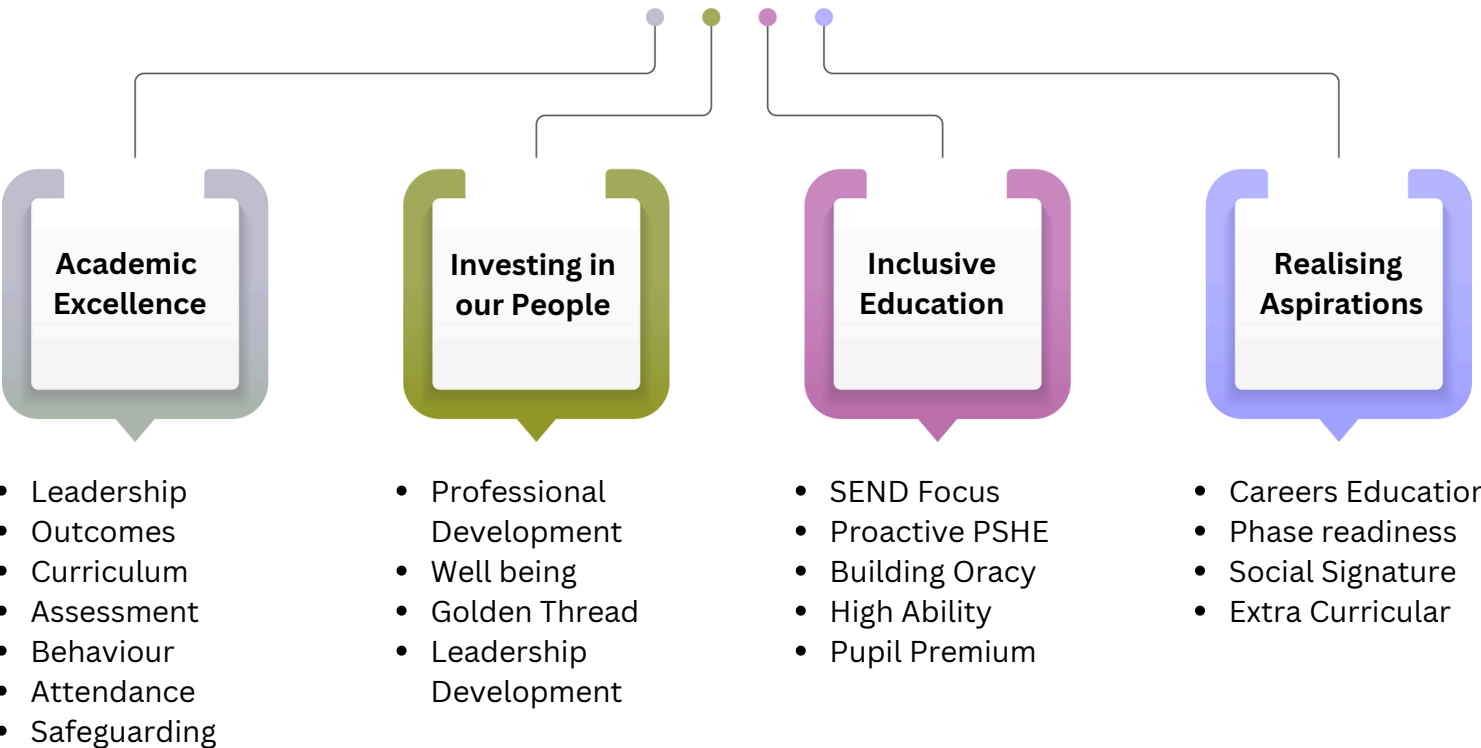 Academic
Excellence
• Leadership
• Outcomes
• Curriculum
• Assessment
• Behaviour
• Attendance
• Safeguarding
Investing in
our People
• Professional
Development
• Well being
• Golden Thread
• Leadership
Development
Inclusive
Education
• SEND Focus
• Proactive PSHE
• Building Oracy
• High Ability
• Pupil Premium
Realising
Aspirations
• Careers Education
• Phase readiness
• Social Signature
• Extra Curricular